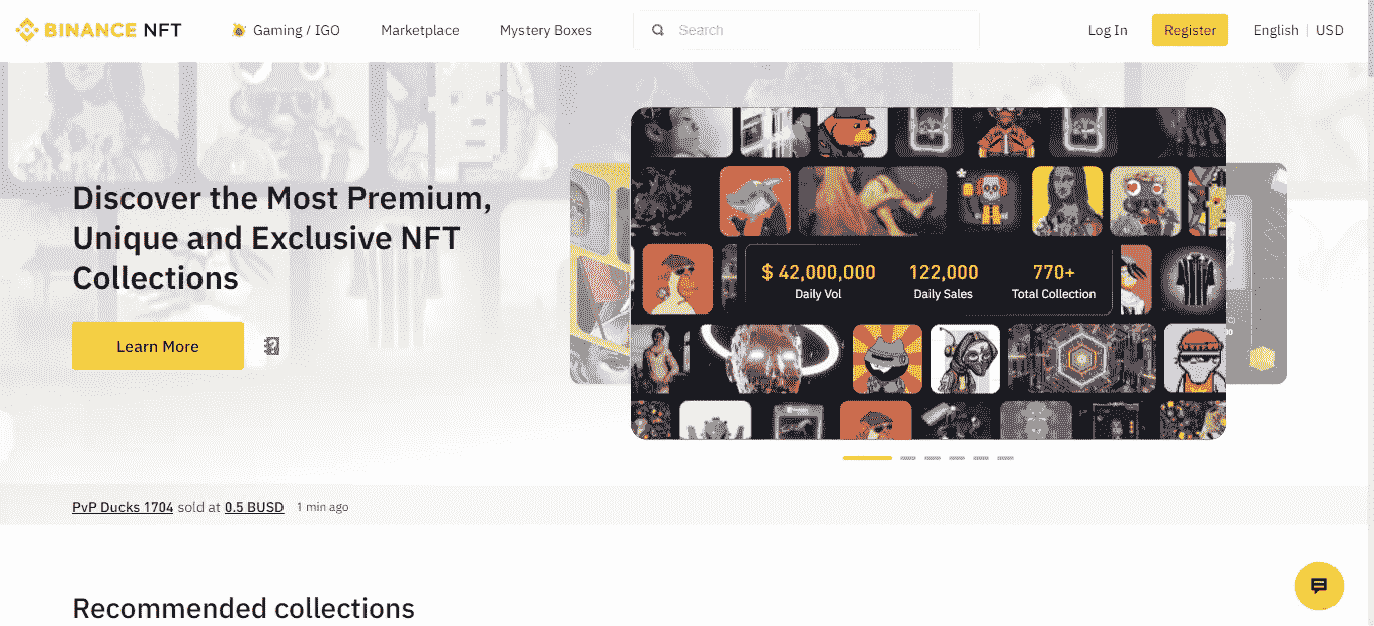 BINANCE NFT
Gaming / IGO
Marketplace
Mystery Boxes
Search
Log In
Register
English | USD
Discover the Most Premium,
Unique and Exclusive NFT
Collections
Learn More
$ 42,000,000
Daily Vol
122,000
Daily Sales
770+
Total Collection
PvP Ducks 1704 sold at 0.5 BUSD 1 min ago
Recommended collections